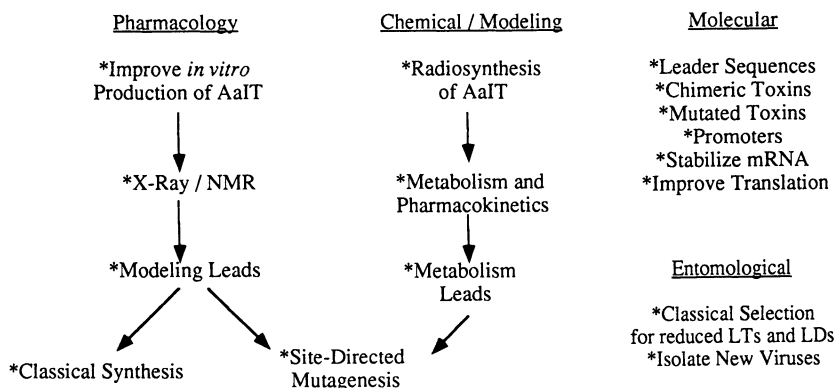 Pharmacology
*Improve in vitro
Production of AaIT
*X-Ray / NMR
*Modeling Leads
*Classical Synthesis
Chemical / Modeling
*Radiosynthesis
of AaIT
*Metabolism and
Pharmacokinetics
*Metabolism
Leads
*Site-Directed
Mutagenesis
Molecular
*Leader Sequences
*Chimeric Toxins
*Mutated Toxins
*Promoters
*Stabilize mRNA
*Improve Translation
Entomological
*Classical Selection
for reduced LTs and LDs
*Isolate New Viruses